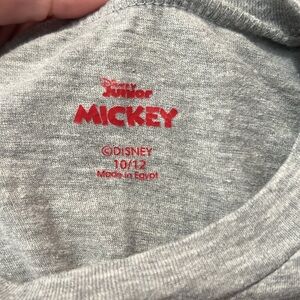 Disney
Junior
MICKEY
©DISNEY
10/12
Made in Egypt